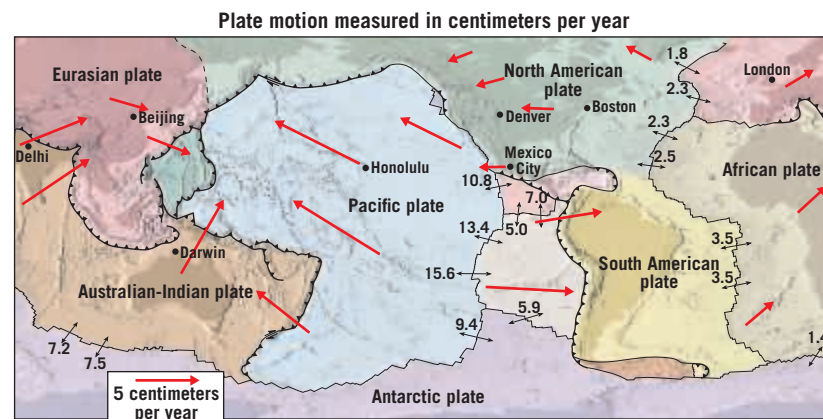 Plate motion measured in centimeters per year
Eurasian plate
Beijing
Delhi
North American
plate
Denver
Boston
1.8
2.3
London
2.3
2.5
African plate
Honolulu
Mexico
City
10.8
7.0
Pacific plate
5.0
13.4
15.6
Darwin
Australian-Indian plate
South American
plate
3.5
3.5
5.9
9.4
7.2
7.5
1.4
5 centimeters
per year
Antarctic plate